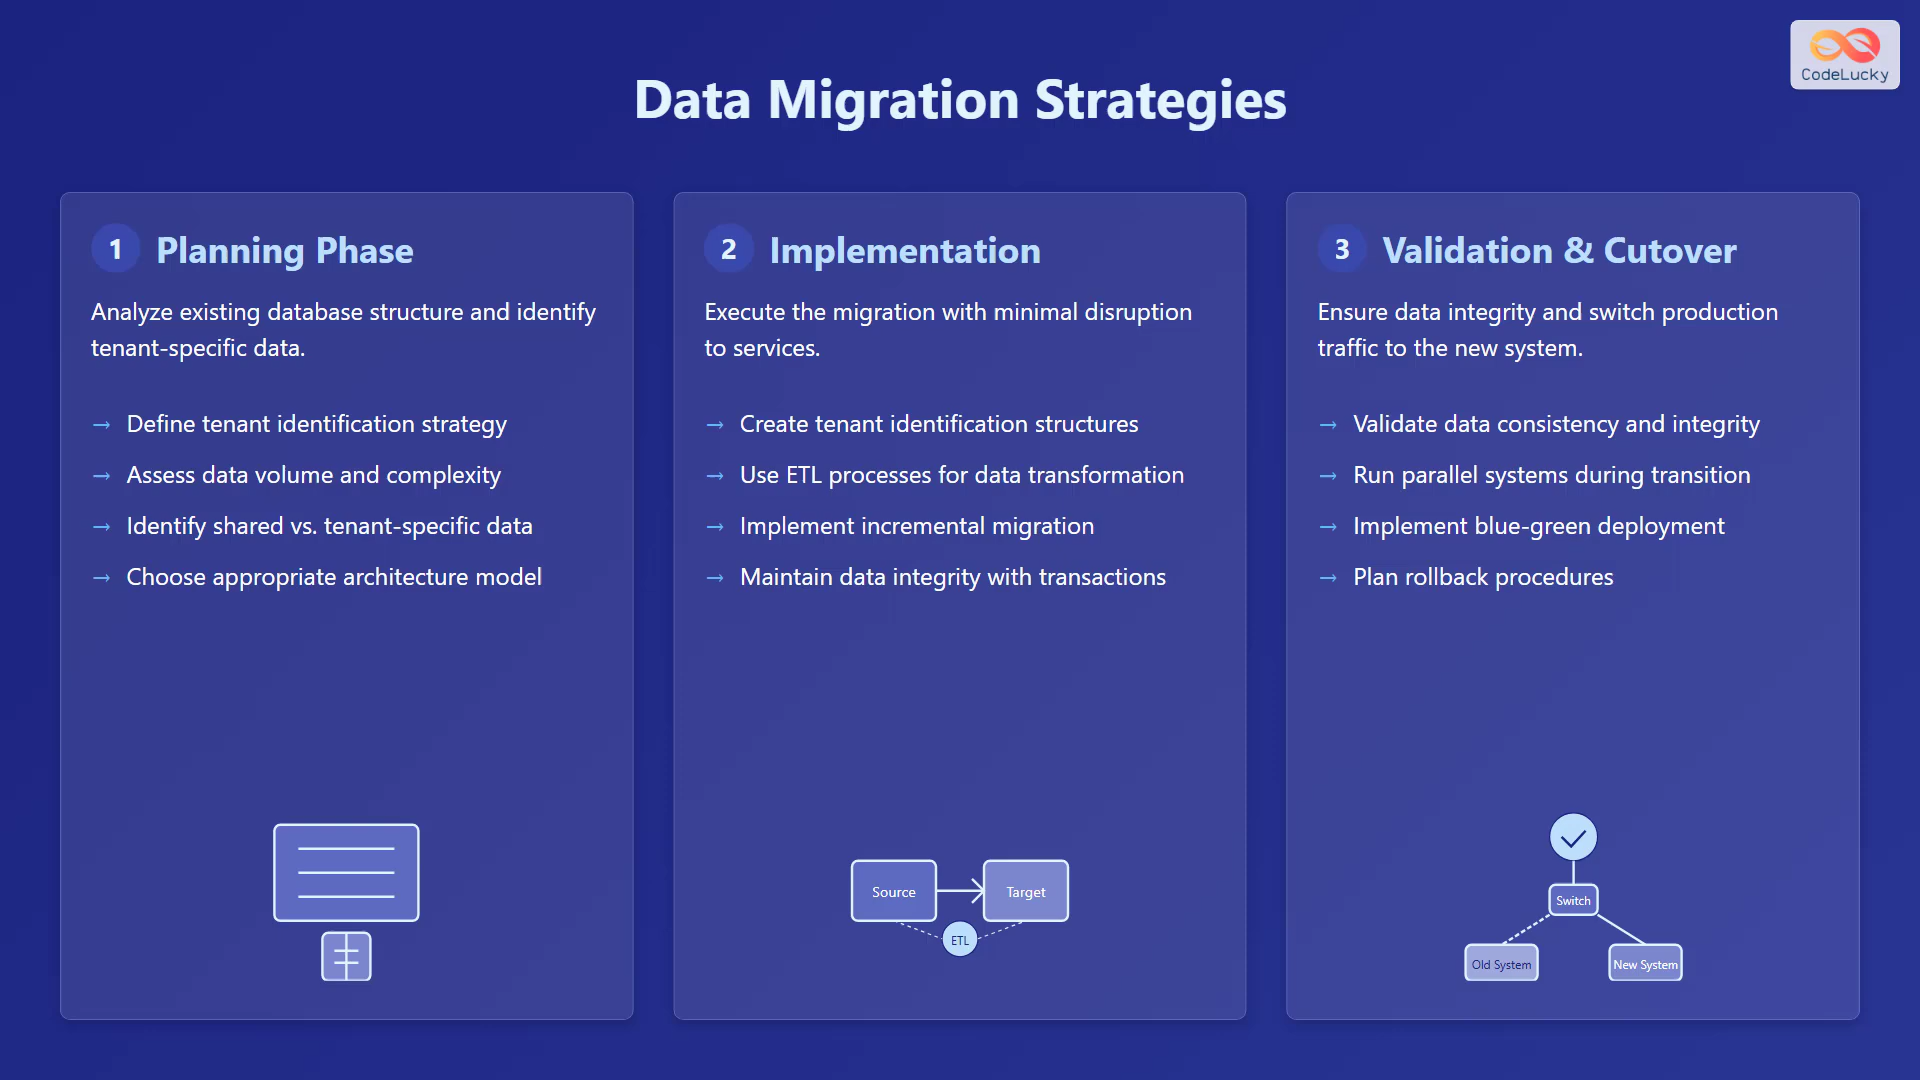 CodeLucky
Data Migration Strategies
1 Planning Phase
Analyze existing database structure and identify
tenant-specific data.
→ Define tenant identification strategy
→ Assess data volume and complexity
→ Identify shared vs. tenant-specific data
→ Choose appropriate architecture model
2 Implementation
Execute the migration with minimal disruption
to services.
→ Create tenant identification structures
→ Use ETL processes for data transformation
→ Implement incremental migration
→ Maintain data integrity with transactions
Source
Target
ETL
3 Validation & Cutover
Ensure data integrity and switch production
traffic to the new system.
→ Validate data consistency and integrity
→ Run parallel systems during transition
→ Implement blue-green deployment
→ Plan rollback procedures
Switch
Old System
New System